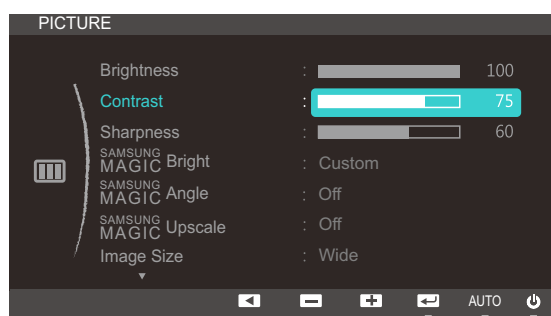 PICTURE
Brightness : 100
Contrast : 75
Sharpness : 60
SAMSUNG MAGIC Bright : Custom
SAMSUNG MAGIC Angle : Off
SAMSUNG MAGIC Upscale : Off
Image Size : Wide
AUTO